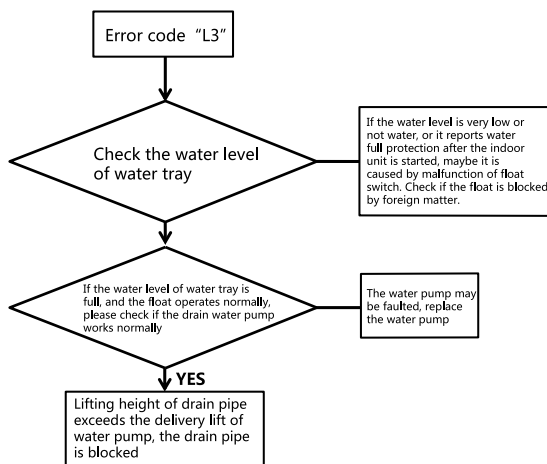 Error code “L3”
Check the water level
of water tray
If the water level is very low or
not water, or it reports water
full protection after the indoor
unit is started, maybe it is
caused by malfunction of float
switch. Check if the float is blocked
by foreign matter.
If the water level of water tray is
full, and the float operates normally,
please check if the drain water pump
works normally
The water pump may
be faulted, replace
the water pump
YES
Lifting height of drain pipe
exceeds the delivery lift of
water pump, the drain pipe
is blocked